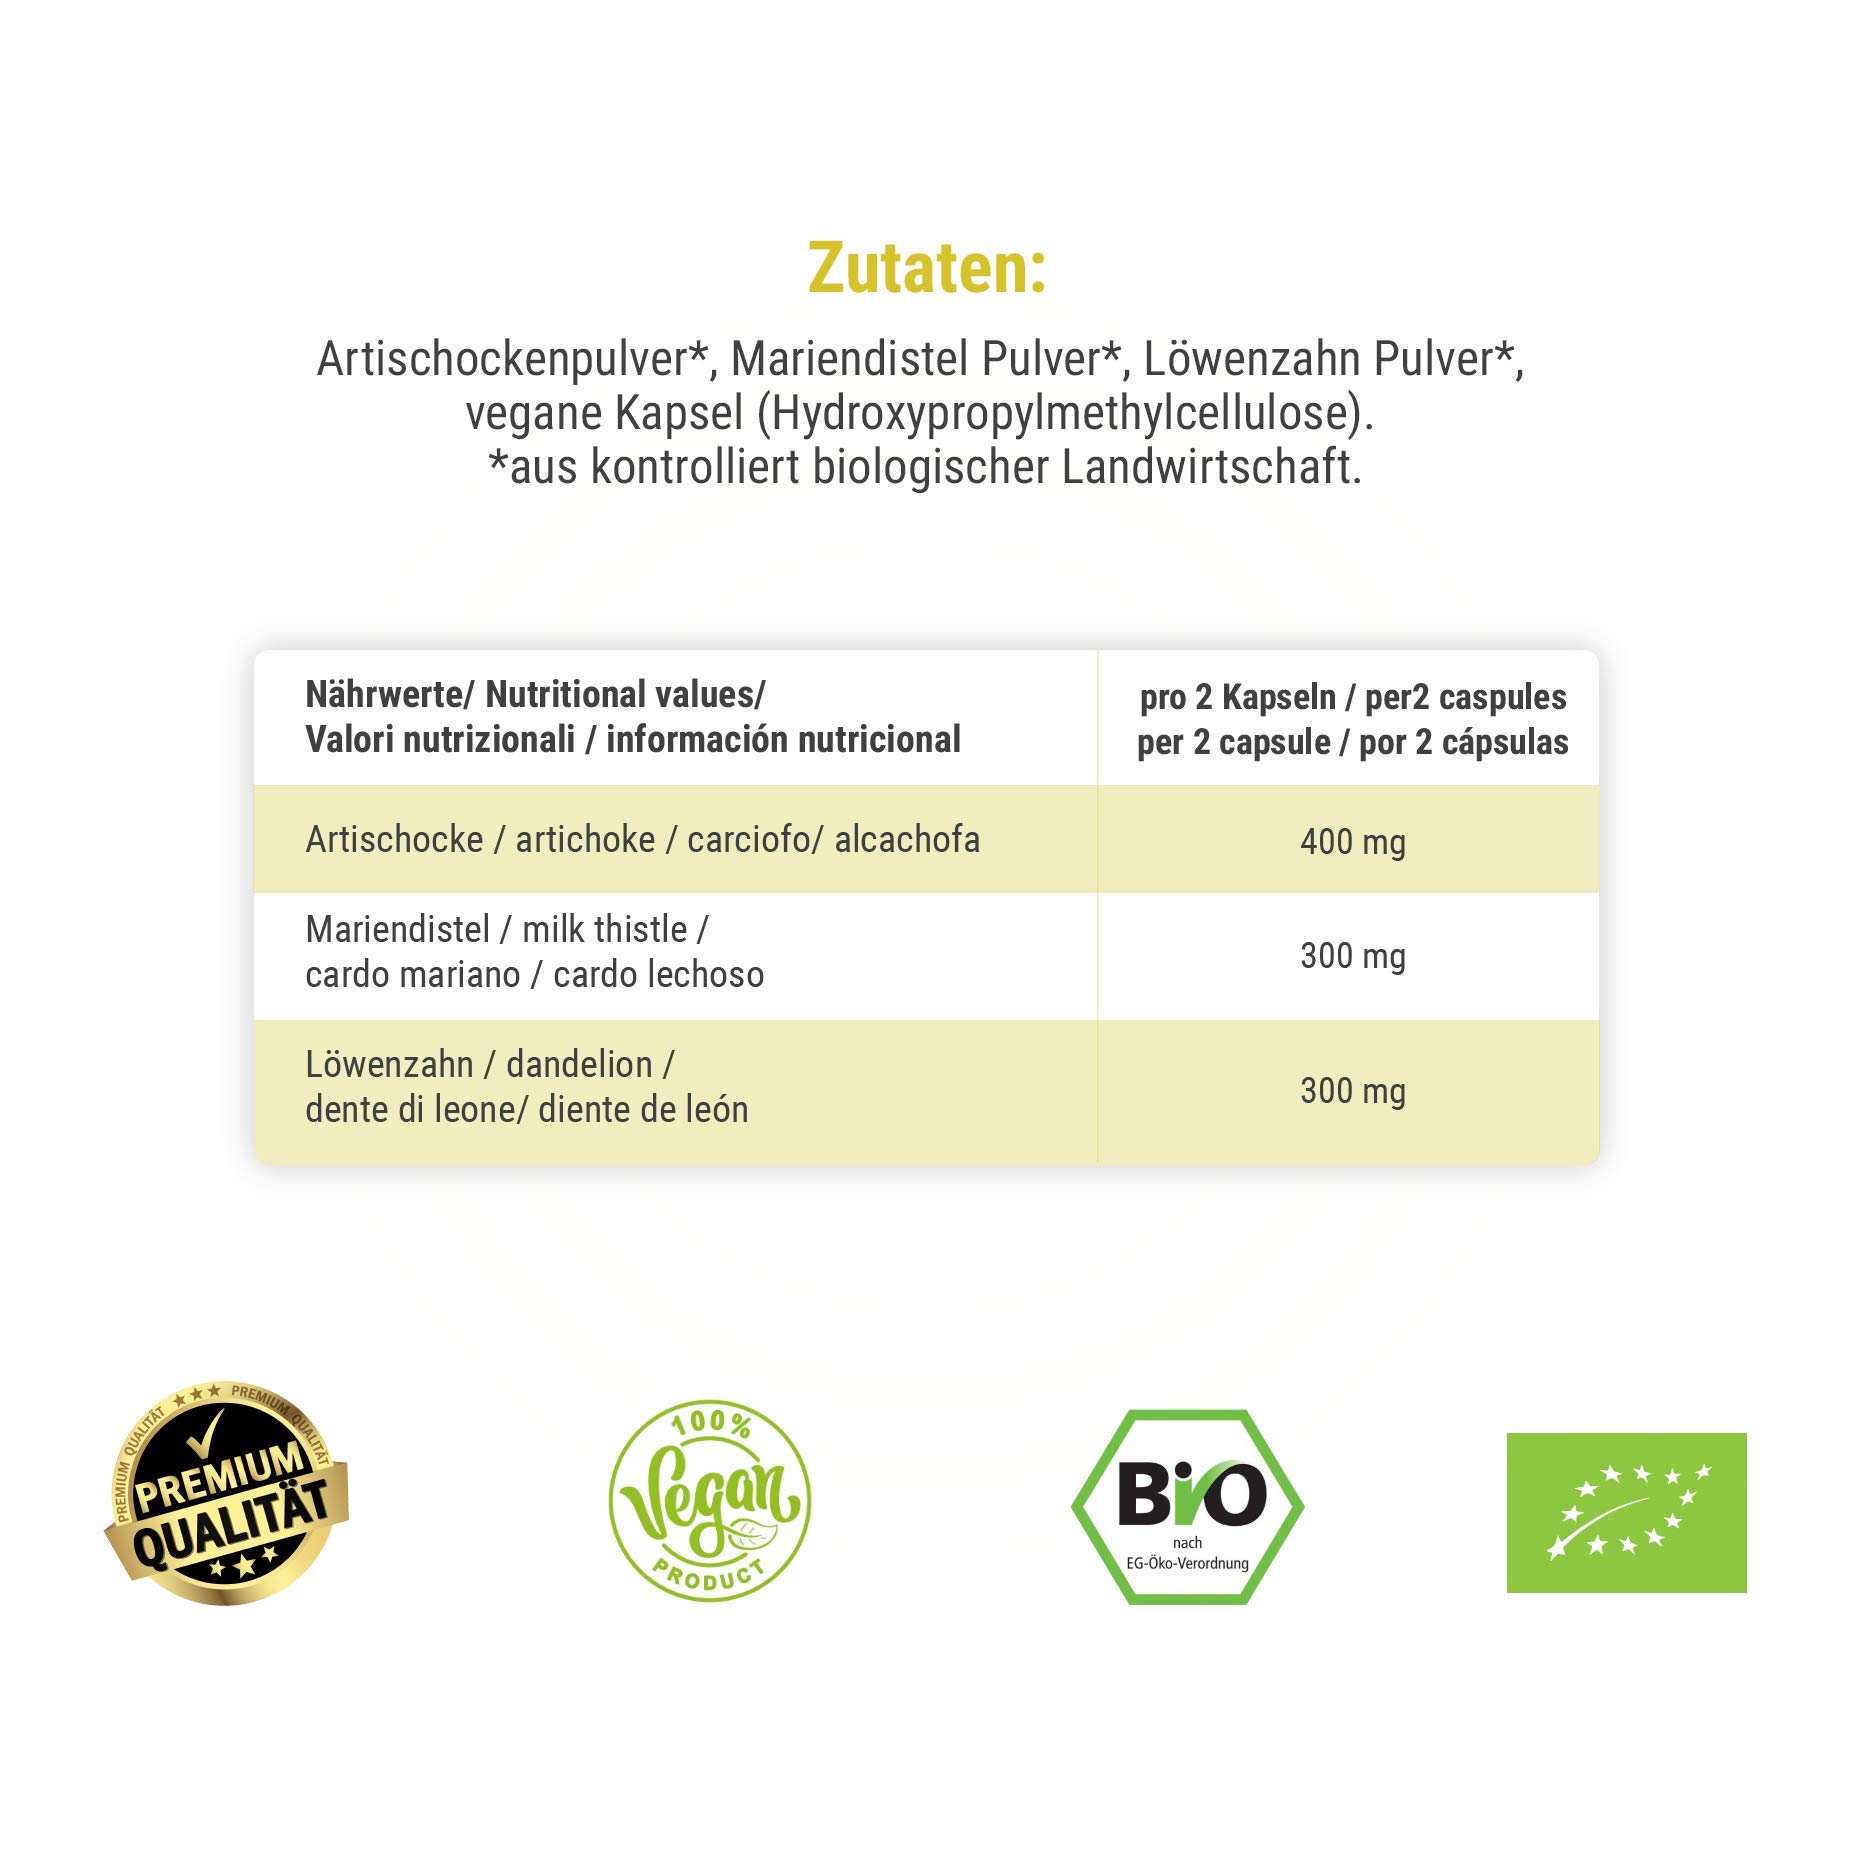 Zutaten:
Artischockenpulver*, Mariendistel Pulver*, Löwenzahn Pulver*,
vegane Kapsel (Hydroxypropylmethylcellulose).
*aus kontrolliert biologischer Landwirtschaft.
Nährwerte/ Nutritional values/
Valori nutrizionali / información nutricional
pro 2 Kapseln / per2 caspules
per 2 capsule / por 2 cápsulas
Artischocke / artichoke / carciofo/ alcachofa
400 mg
Mariendistel / milk thistle /
cardo mariano / cardo lechoso
300 mg
Löwenzahn / dandelion /
dente di leone/ diente de león
300 mg
PREMIUM QUALITÄT
PREMIUM QUALITÄT
PREMIUM
QUALITÄT
100%
Vegan
PRODUCT
BIO
nach
EG-Öko-Verordnung